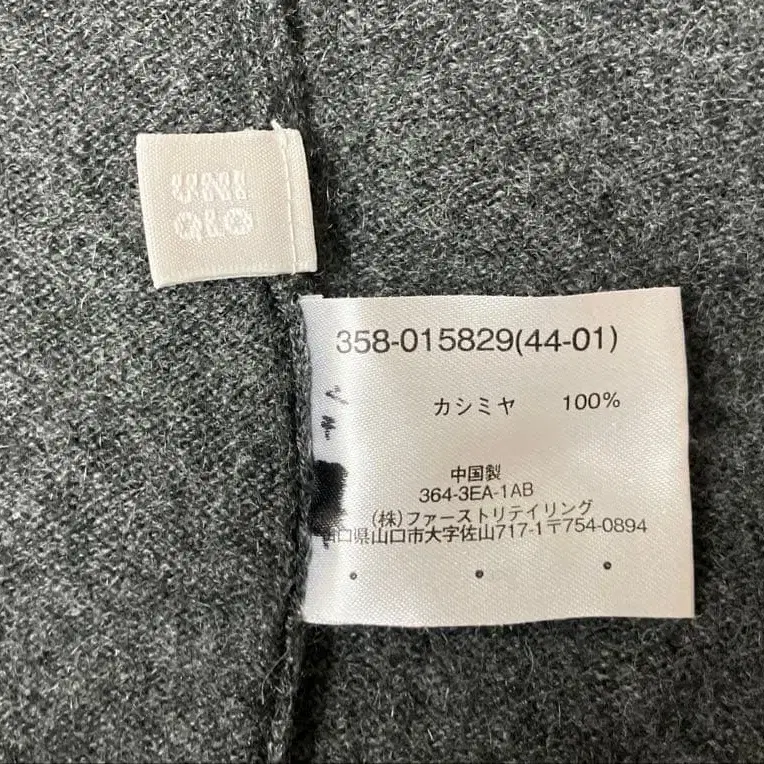 UNI
QLO
358-015829(44-01)
カシミヤ 100%
中国製
364-3EA-1AB
(株)ファーストリテイリング
山口県山口市大字佐山717-1〒754-0894